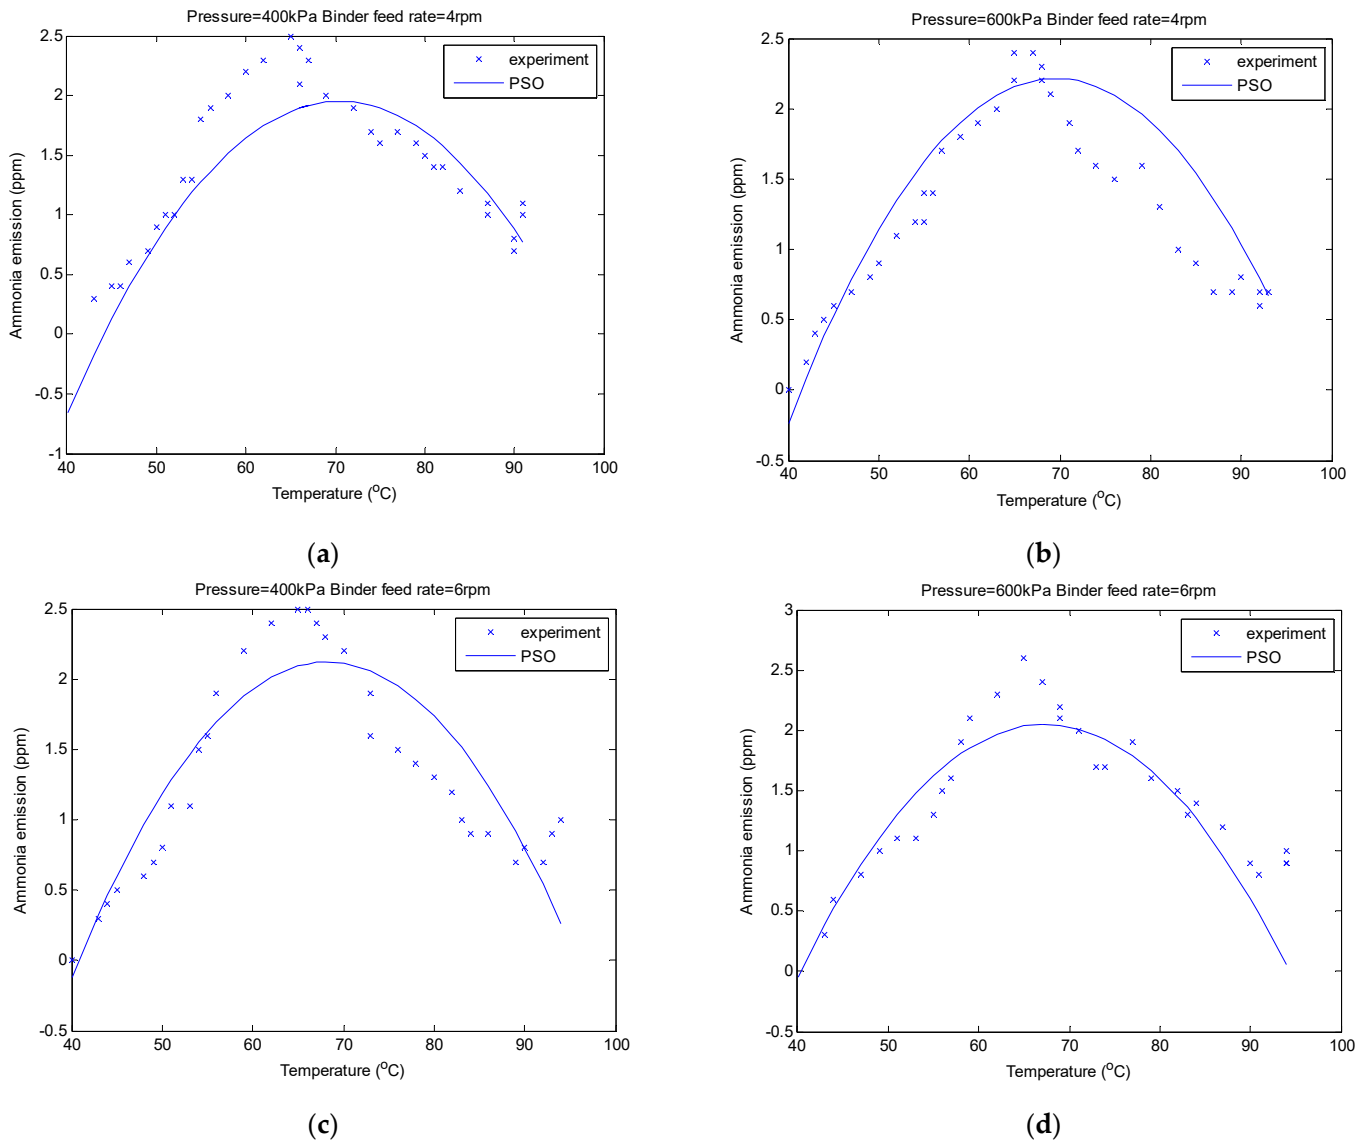 Pressure=400kPa Binder feed rate=4rpm
2.5
2
1.5
1
0.5
0
-0.5
-1
40 50 60 70 80 90 100
Ammonia emission (ppm)
Temperature (°C)
experiment
PSO
(a)
Pressure=600kPa Binder feed rate=4rpm
2.5
2
1.5
1
0.5
0
-0.5
40 50 60 70 80 90 100
Ammonia emission (ppm)
Temperature (°C)
experiment
PSO
(b)
Pressure=400kPa Binder feed rate=6rpm
2.5
2
1.5
1
0.5
0
-0.5
40 50 60 70 80 90 100
Ammonia emission (ppm)
Temperature (°C)
experiment
PSO
(c)
Pressure=600kPa Binder feed rate=6rpm
3
2.5
2
1.5
1
0.5
0
-0.5
40 50 60 70 80 90 100
Ammonia emission (ppm)
Temperature (°C)
experiment
PSO
(d)